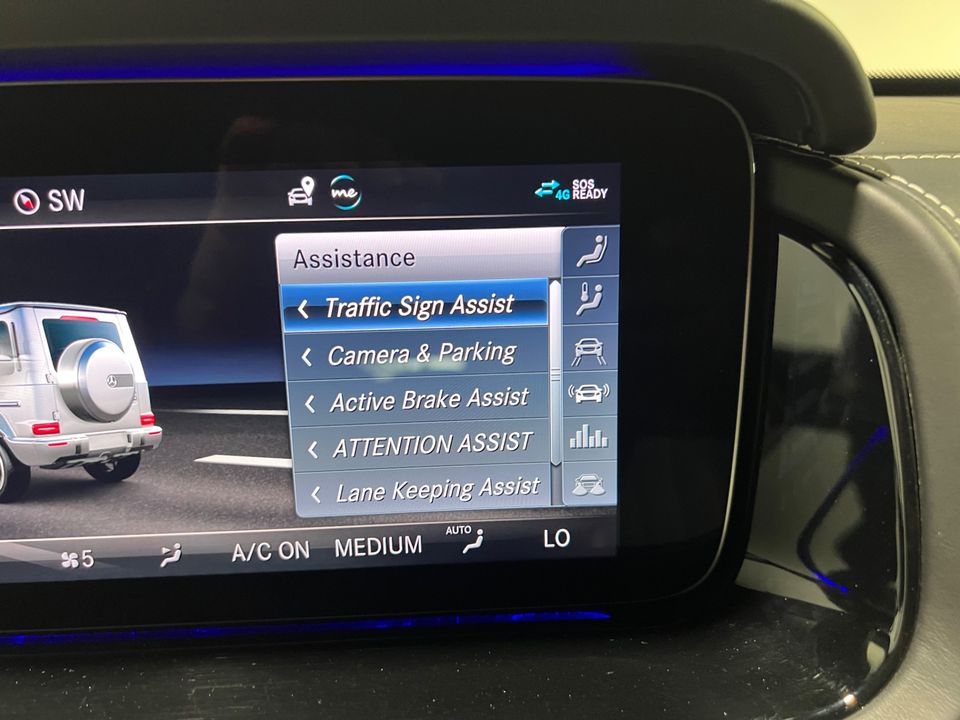 SW
me
4G
SOS
READY
Assistance
Traffic Sign Assist
Camera & Parking
Active Brake Assist
ATTENTION ASSIST
Lane Keeping Assist
5
A/C ON
MEDIUM
AUTO
LO